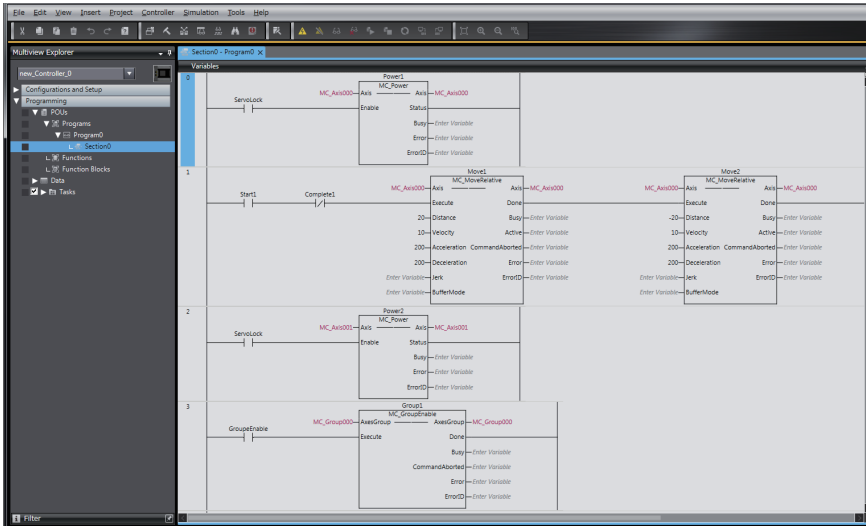 File Edit View Insert Project Controller Simulation Tools Help
Multiview Explorer
Section0 - Program0 x
new_Controller_0
Variables
Configurations and Setup
Programming
POUs
Programs
Program0
Section0
Functions
Function Blocks
Data
Tasks
Filter
0
Power1
MC_Power
ServoLock
MC_Axis000 Axis Axis MC_Axis000
Enable Status
Busy Enter Variable
Error Enter Variable
ErrorID Enter Variable
1
Start1
Complete1
Move1
MC_MoveRelative
MC_Axis000 Axis Axis MC_Axis000
Execute Done
20 Distance Busy Enter Variable
10 Velocity Active Enter Variable
200 Acceleration CommandAborted Enter Variable
200 Deceleration Error Enter Variable
Enter Variable Jerk ErrorID Enter Variable
Enter Variable BufferMode
Move2
MC_MoveRelative
MC_Axis000 Axis Axis MC_Axis000
Execute Done
-20 Distance Busy Enter Variable
10 Velocity Active Enter Variable
200 Acceleration CommandAborted Enter Variable
200 Deceleration Error Enter Variable
Enter Variable Jerk ErrorID Enter Variable
Enter Variable BufferMode
2
Power2
MC_Power
ServoLock
MC_Axis001 Axis Axis MC_Axis001
Enable Status
Busy Enter Variable
Error Enter Variable
ErrorID Enter Variable
3
Group1
MC_GroupEnable
GroupeEnable
MC_Group000 AxesGroup AxesGroup MC_Group000
Execute Done
Busy Enter Variable
CommandAborted Enter Variable
Error Enter Variable
ErrorID Enter Variable